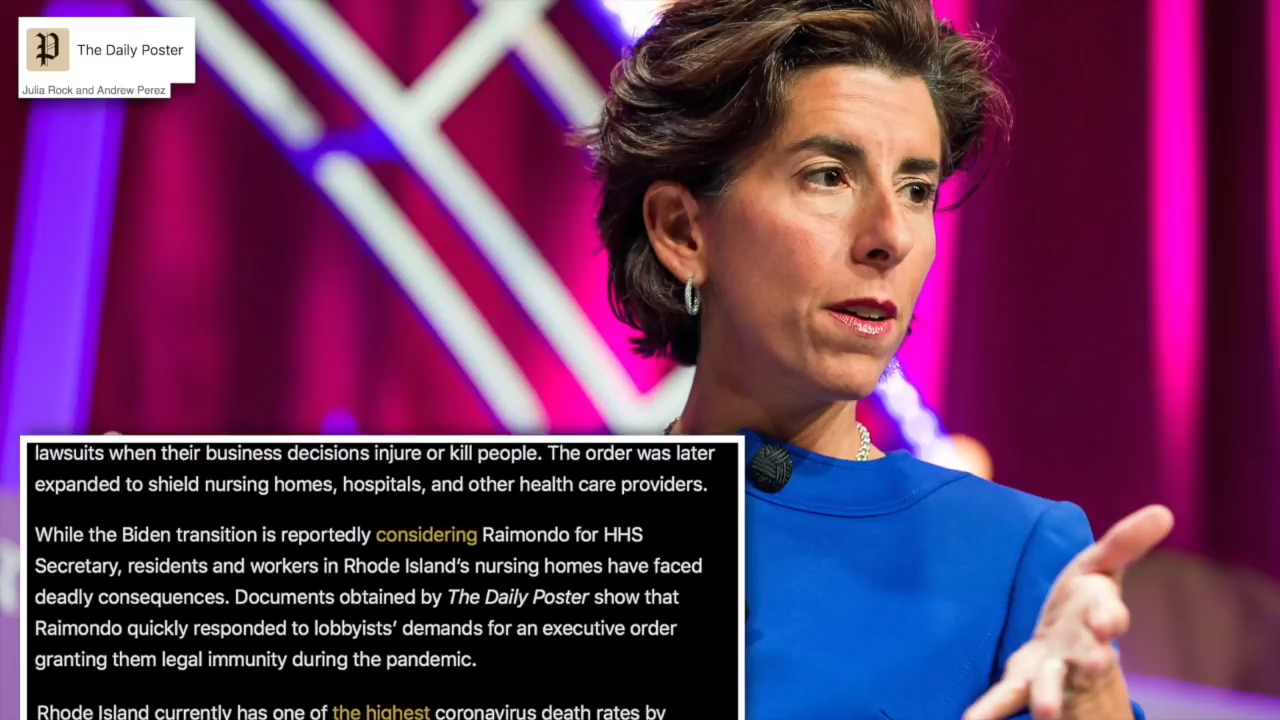 The Daily Poster
Julia Rock and Andrew Perez
lawsuits when their business decisions injure or kill people. The order was later
expanded to shield nursing homes, hospitals, and other health care providers.
While the Biden transition is reportedly considering Raimondo for HHS
Secretary, residents and workers in Rhode Island’s nursing homes have faced
deadly consequences. Documents obtained by The Daily Poster show that
Raimondo quickly responded to lobbyists’ demands for an executive order
granting them legal immunity during the pandemic.
Rhode Island currently has one of the highest coronavirus death rates by